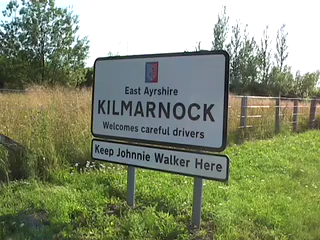 East Ayrshire
KILMARNOCK
Welcomes careful drivers
Keep Johnnie Walker Here